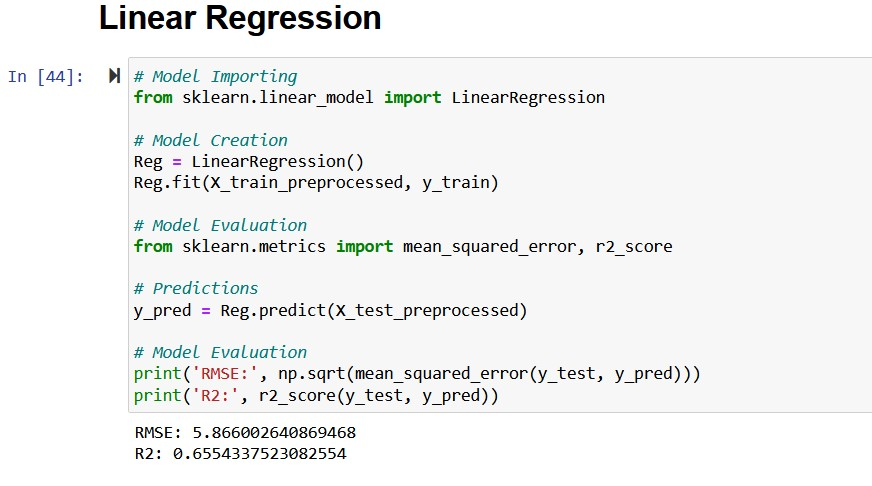 Linear Regression
In [44]:
# Model Importing
from sklearn.linear_model import LinearRegression
# Model Creation
Reg = LinearRegression()
Reg.fit(X_train_preprocessed, y_train)
# Model Evaluation
from sklearn.metrics import mean_squared_error, r2_score
# Predictions
y_pred = Reg.predict(X_test_preprocessed)
# Model Evaluation
print('RMSE:', np.sqrt(mean_squared_error(y_test, y_pred)))
print('R2:', r2_score(y_test, y_pred))
RMSE: 5.866002640869468
R2: 0.6554337523082554